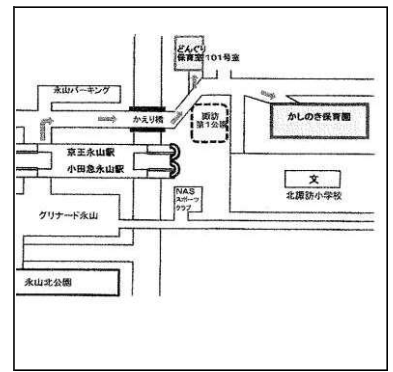 どんぐり
保育室101号室
永山パーキング
かえり橋
諏訪
第1公園
かしのき保育園
京王永山駅
小田急永山駅
NAS
スポーツ
クラブ
文
北諏訪小学校
グリナード永山
永山北公園